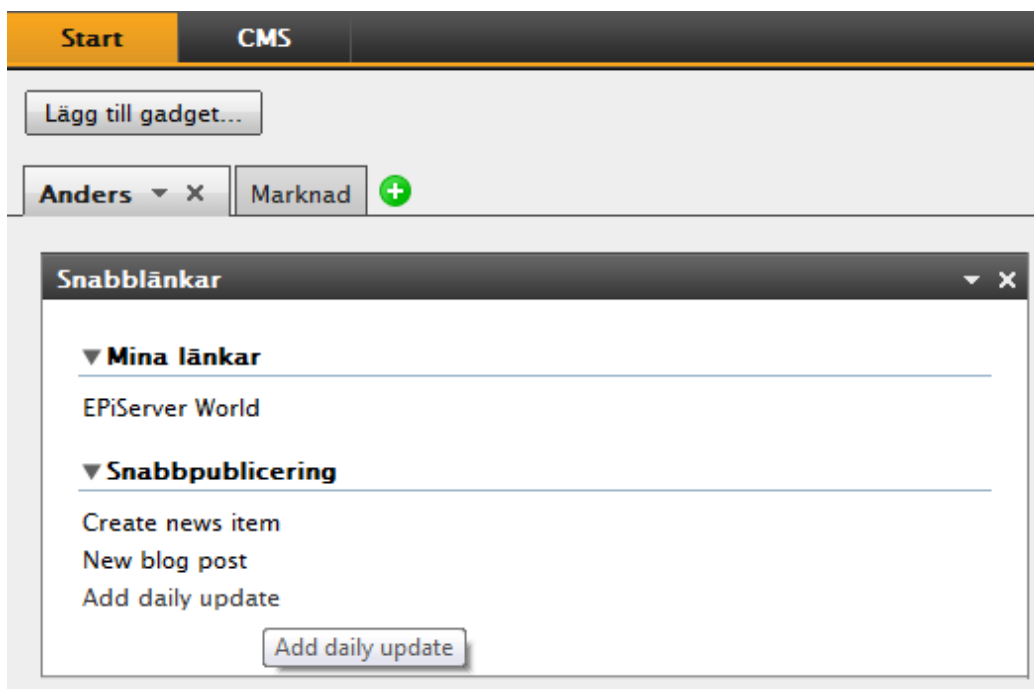 Start CMS
Lägg till gadget...
Anders Marknad
Snabblänkar
Mina länkar
EPiServer World
Snabbpublicering
Create news item
New blog post
Add daily update
Add daily update